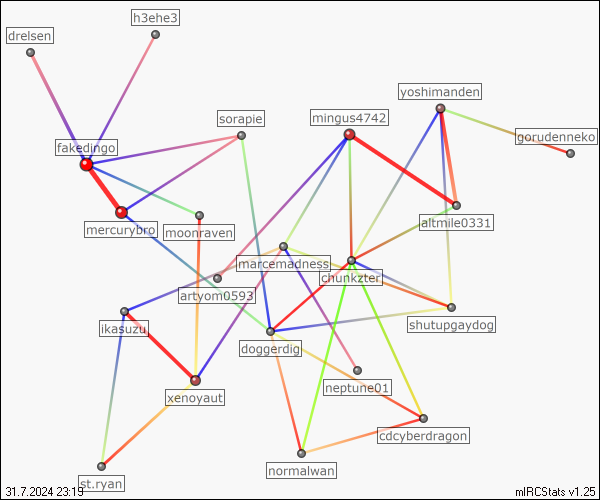 h3ehe3
drelsen
yoshimanden
sorapie
mingus4742
gorudenneko
fakedingo
altmile0331
mercurybro
moonraven
marcemadness
chunkzter
artyom0593
shutupgaydog
ikasuzu
doggerdig
neptune01
xenoyaut
cdcyberdragon
normalwan
st.ryan
31.7.2024 23:19
mIRCStats v1.25